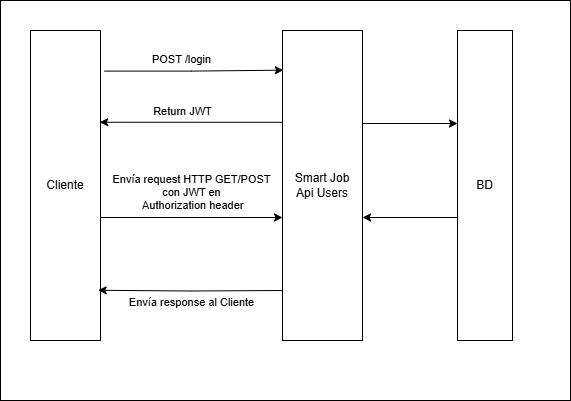 POST /login
Return JWT
Cliente
Envía request HTTP GET/POST
con JWT en
Authorization header
Smart Job
Api Users
BD
Envía response al Cliente